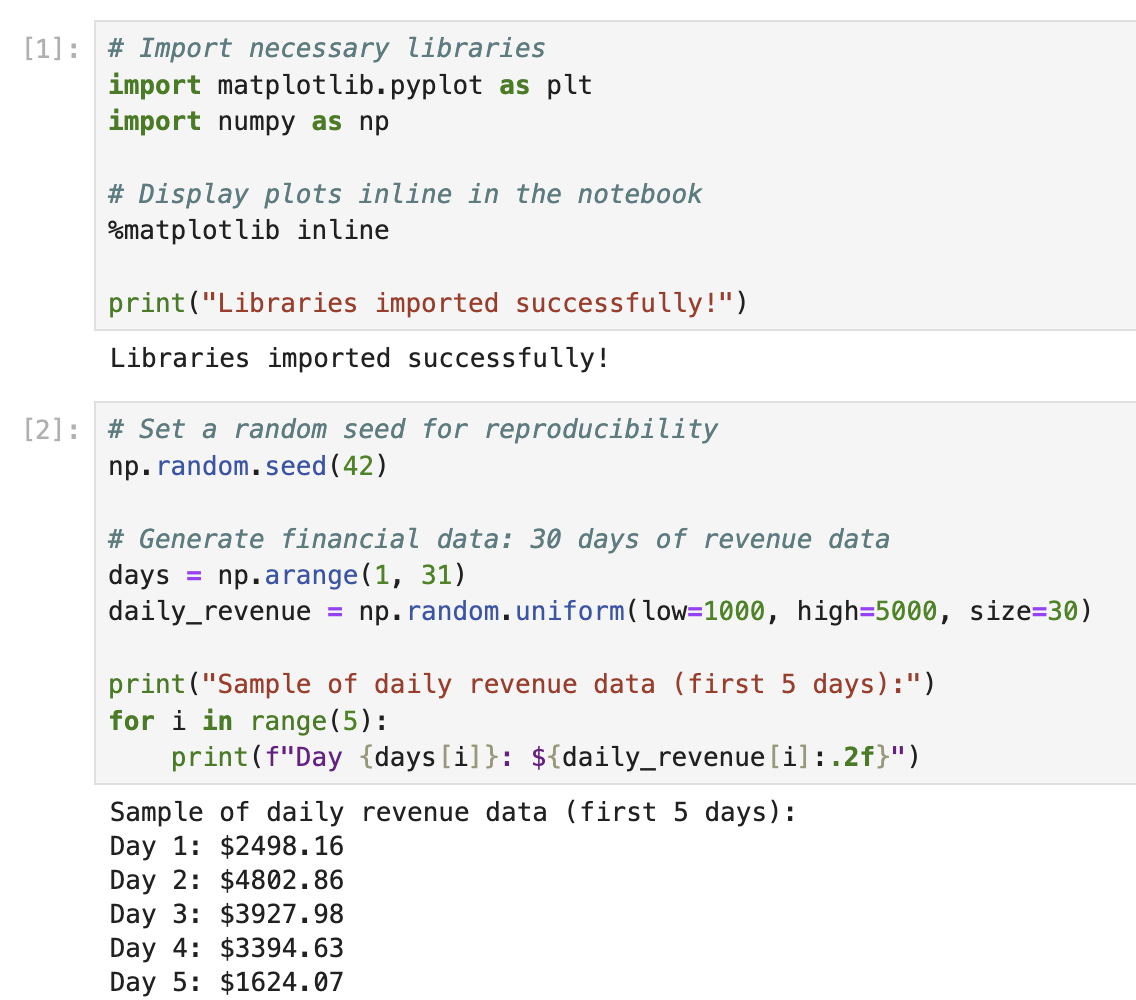 [1]:
# Import necessary libraries
import matplotlib.pyplot as plt
import numpy as np
# Display plots inline in the notebook
%matplotlib inline
print("Libraries imported successfully!")
Libraries imported successfully!
[2]:
# Set a random seed for reproducibility
np.random.seed(42)
# Generate financial data: 30 days of revenue data
days = np.arange(1, 31)
daily_revenue = np.random.uniform(low=1000, high=5000, size=30)
print("Sample of daily revenue data (first 5 days):")
for i in range(5):
    print(f"Day {days[i]}: ${daily_revenue[i]:.2f}")
Sample of daily revenue data (first 5 days):
Day 1: $2498.16
Day 2: $4802.86
Day 3: $3927.98
Day 4: $3394.63
Day 5: $1624.07